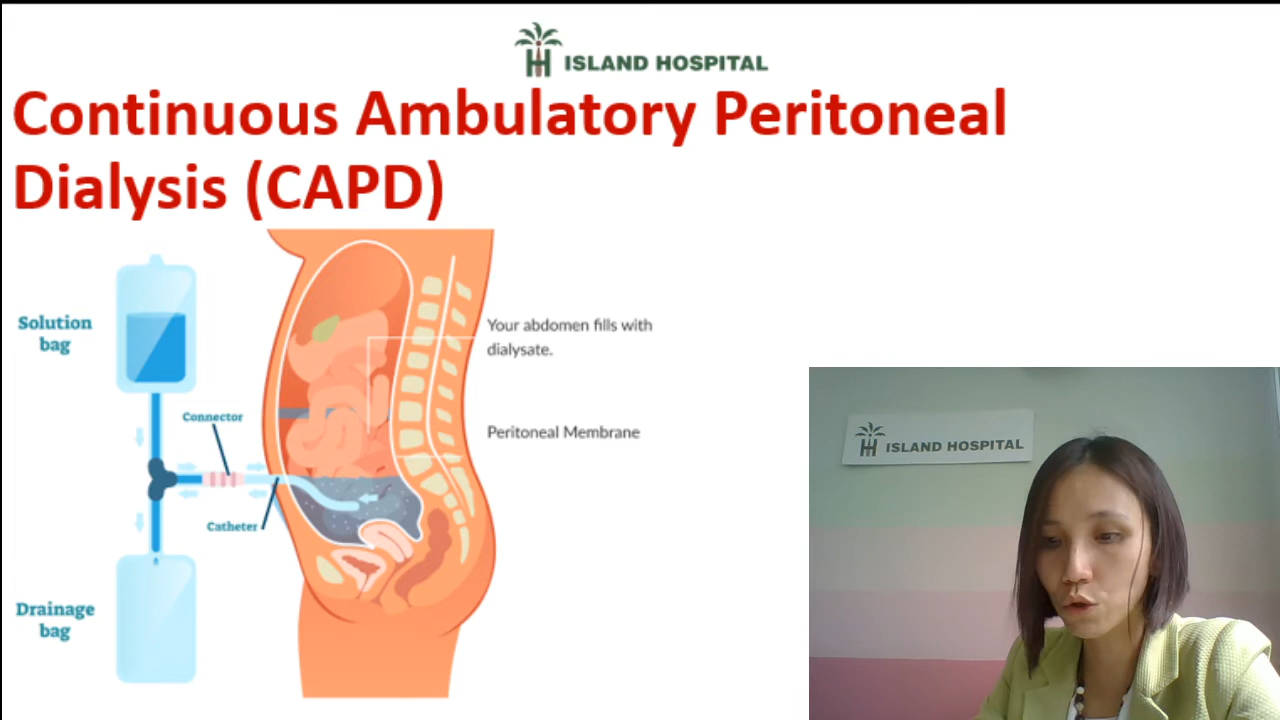 ISLAND HOSPITAL
Continuous Ambulatory Peritoneal
Dialysis (CAPD)
Solution
bag
Connector
Catheter
Drainage
bag
Your abdomen fills with
dialysate.
Peritoneal Membrane
ISLAND HOSPITAL